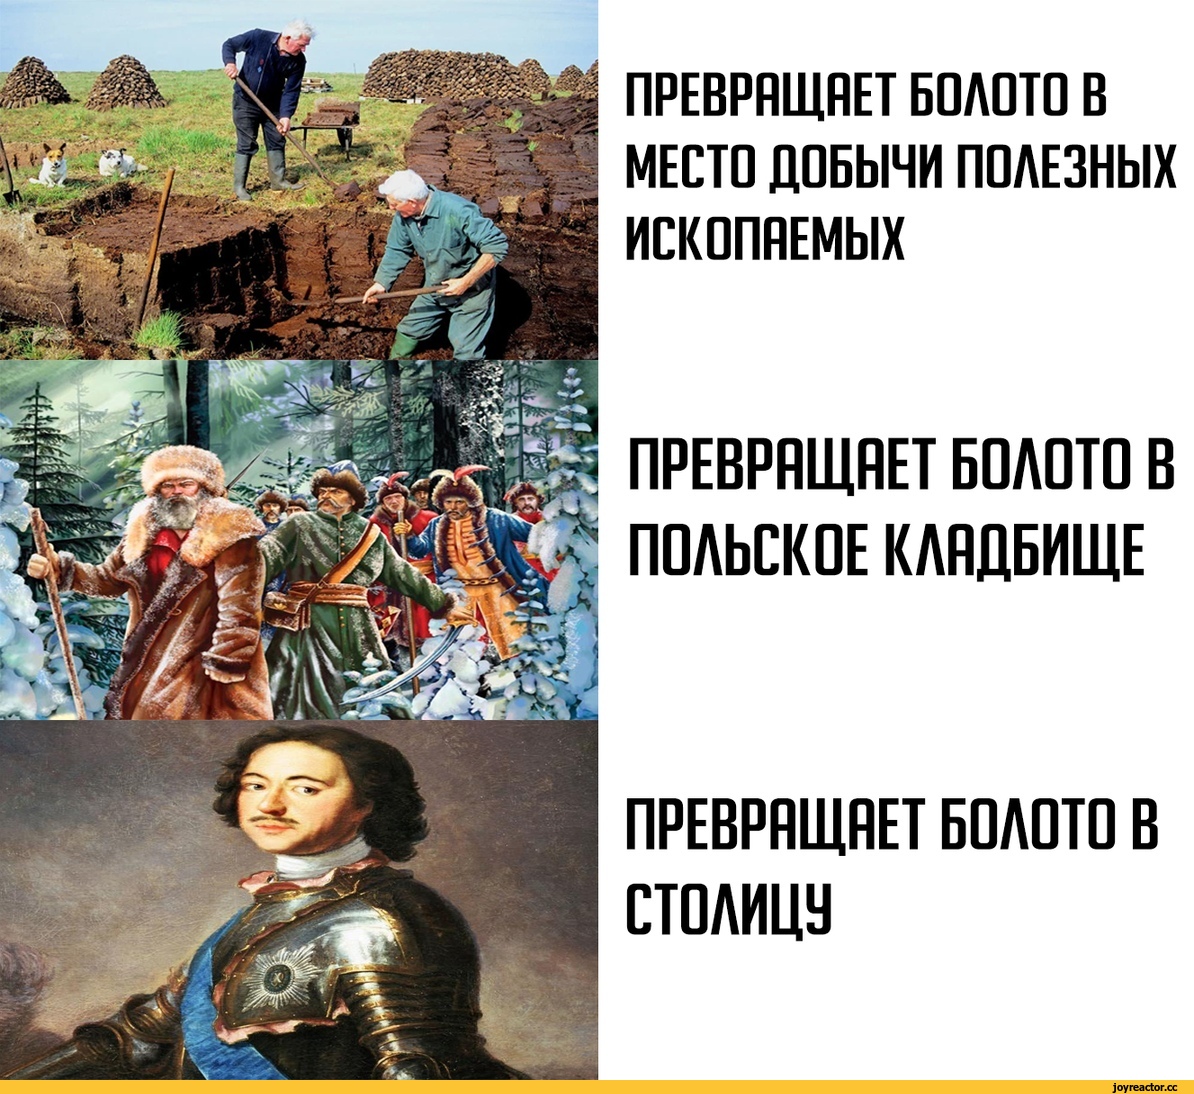 ПРЕВРАЩАЕТ БОЛОТО В
МЕСТО ДОБЫЧИ ПОЛЕЗНЫХ
ИСКОПАЕМЫХ
ПРЕВРАЩАЕТ БОЛОТО В
ПОЛЬСКОЕ КЛАДБИЩЕ
ПРЕВРАЩАЕТ БОЛОТО В
СТОЛИЦУ
joyreactor.cc